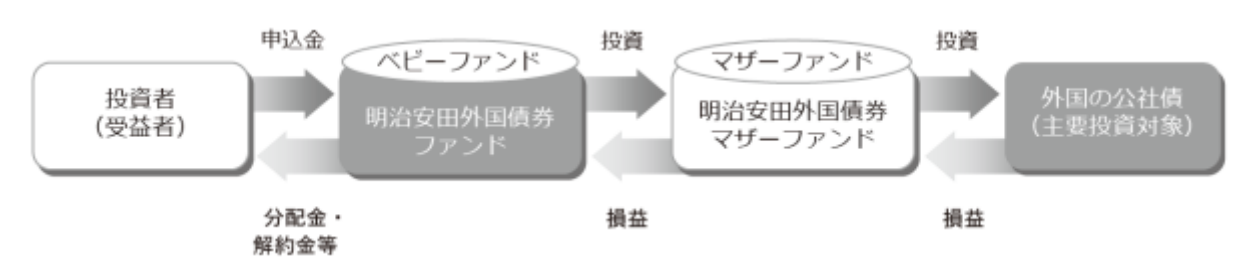 申込金
投資
投資
ベビーファンド
マザーファンド
投資者
(受益者)
明治安田外国債券
ファンド
明治安田外国債券
マザーファンド
外国の公社債
(主要投資対象)
分配金・
解約金等
損益
損益